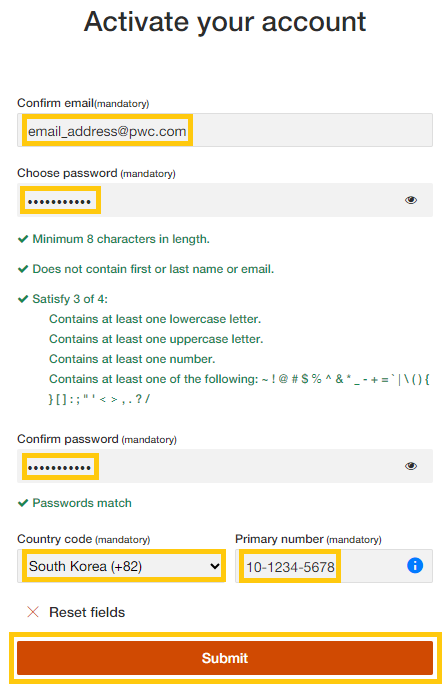 Activate your account
Confirm email(mandatory)
email_address@pwc.com
Choose password (mandatory)
•••••••••••
Minimum 8 characters in length.
Does not contain first or last name or email.
Satisfy 3 of 4:
Contains at least one lowercase letter.
Contains at least one uppercase letter.
Contains at least one number.
Contains at least one of the following: ~ ! @ # $ % ^ & * _ - + = ` | \ ( ) {
} [ ] : ; " ' < > , . ? /
Confirm password (mandatory)
•••••••••••
Passwords match
Country code (mandatory) Primary number (mandatory)
South Korea (+82) 10-1234-5678
Reset fields
Submit